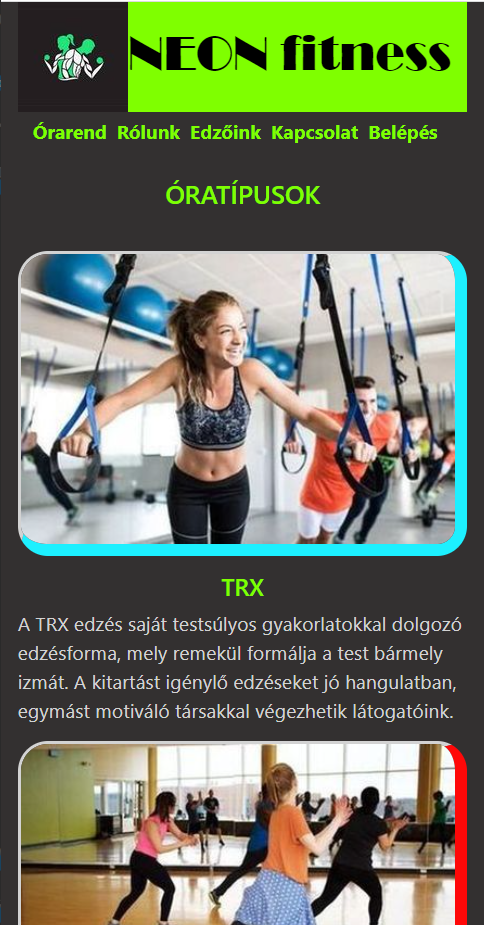 NEON fitness
Órarend Rólunk Edzőink Kapcsolat Belépés
ÓRATÍPUSOK
TRX
A TRX edzés saját testsúlyos gyakorlatokkal dolgozó
edzésforma, mely remekül formálja a test bármely
izmát. A kitartást igénylő edzéseket jó hangulatban,
egymást motiváló társakkal végezhetik látogatóink.